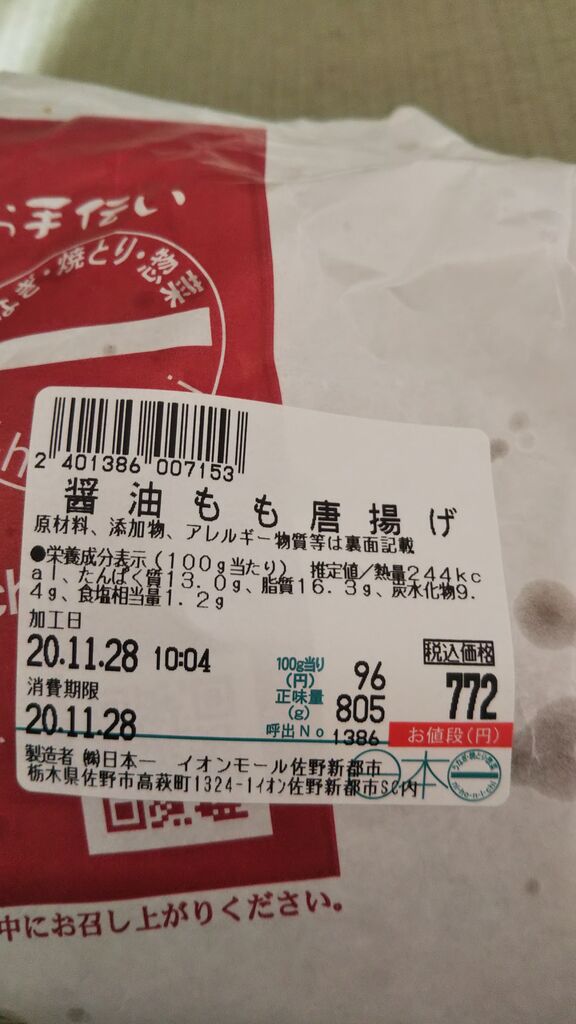 お手伝い
なぎ・焼とり・惣菜
2 401386 007153
醤油もも唐揚げ
原材料、添加物、アレルギー物質等は裏面記載
●栄養成分表示(100g当たり) 推定値/熱量244kc
al、たんぱく質13.0g、脂質16.3g、炭水化物9.
4g、食塩相当量1.2g
加工日
20.11.28 10:04
消費期限
20.11.28
100g当り(円) 96
正味量(g) 805
呼出No 1386
税込価格
772
お値段(円)
製造者 ㈱日本一 イオンモール佐野新都市
栃木県佐野市高萩町1324-1イオン佐野新都市SC内
中にお召し上がりください。